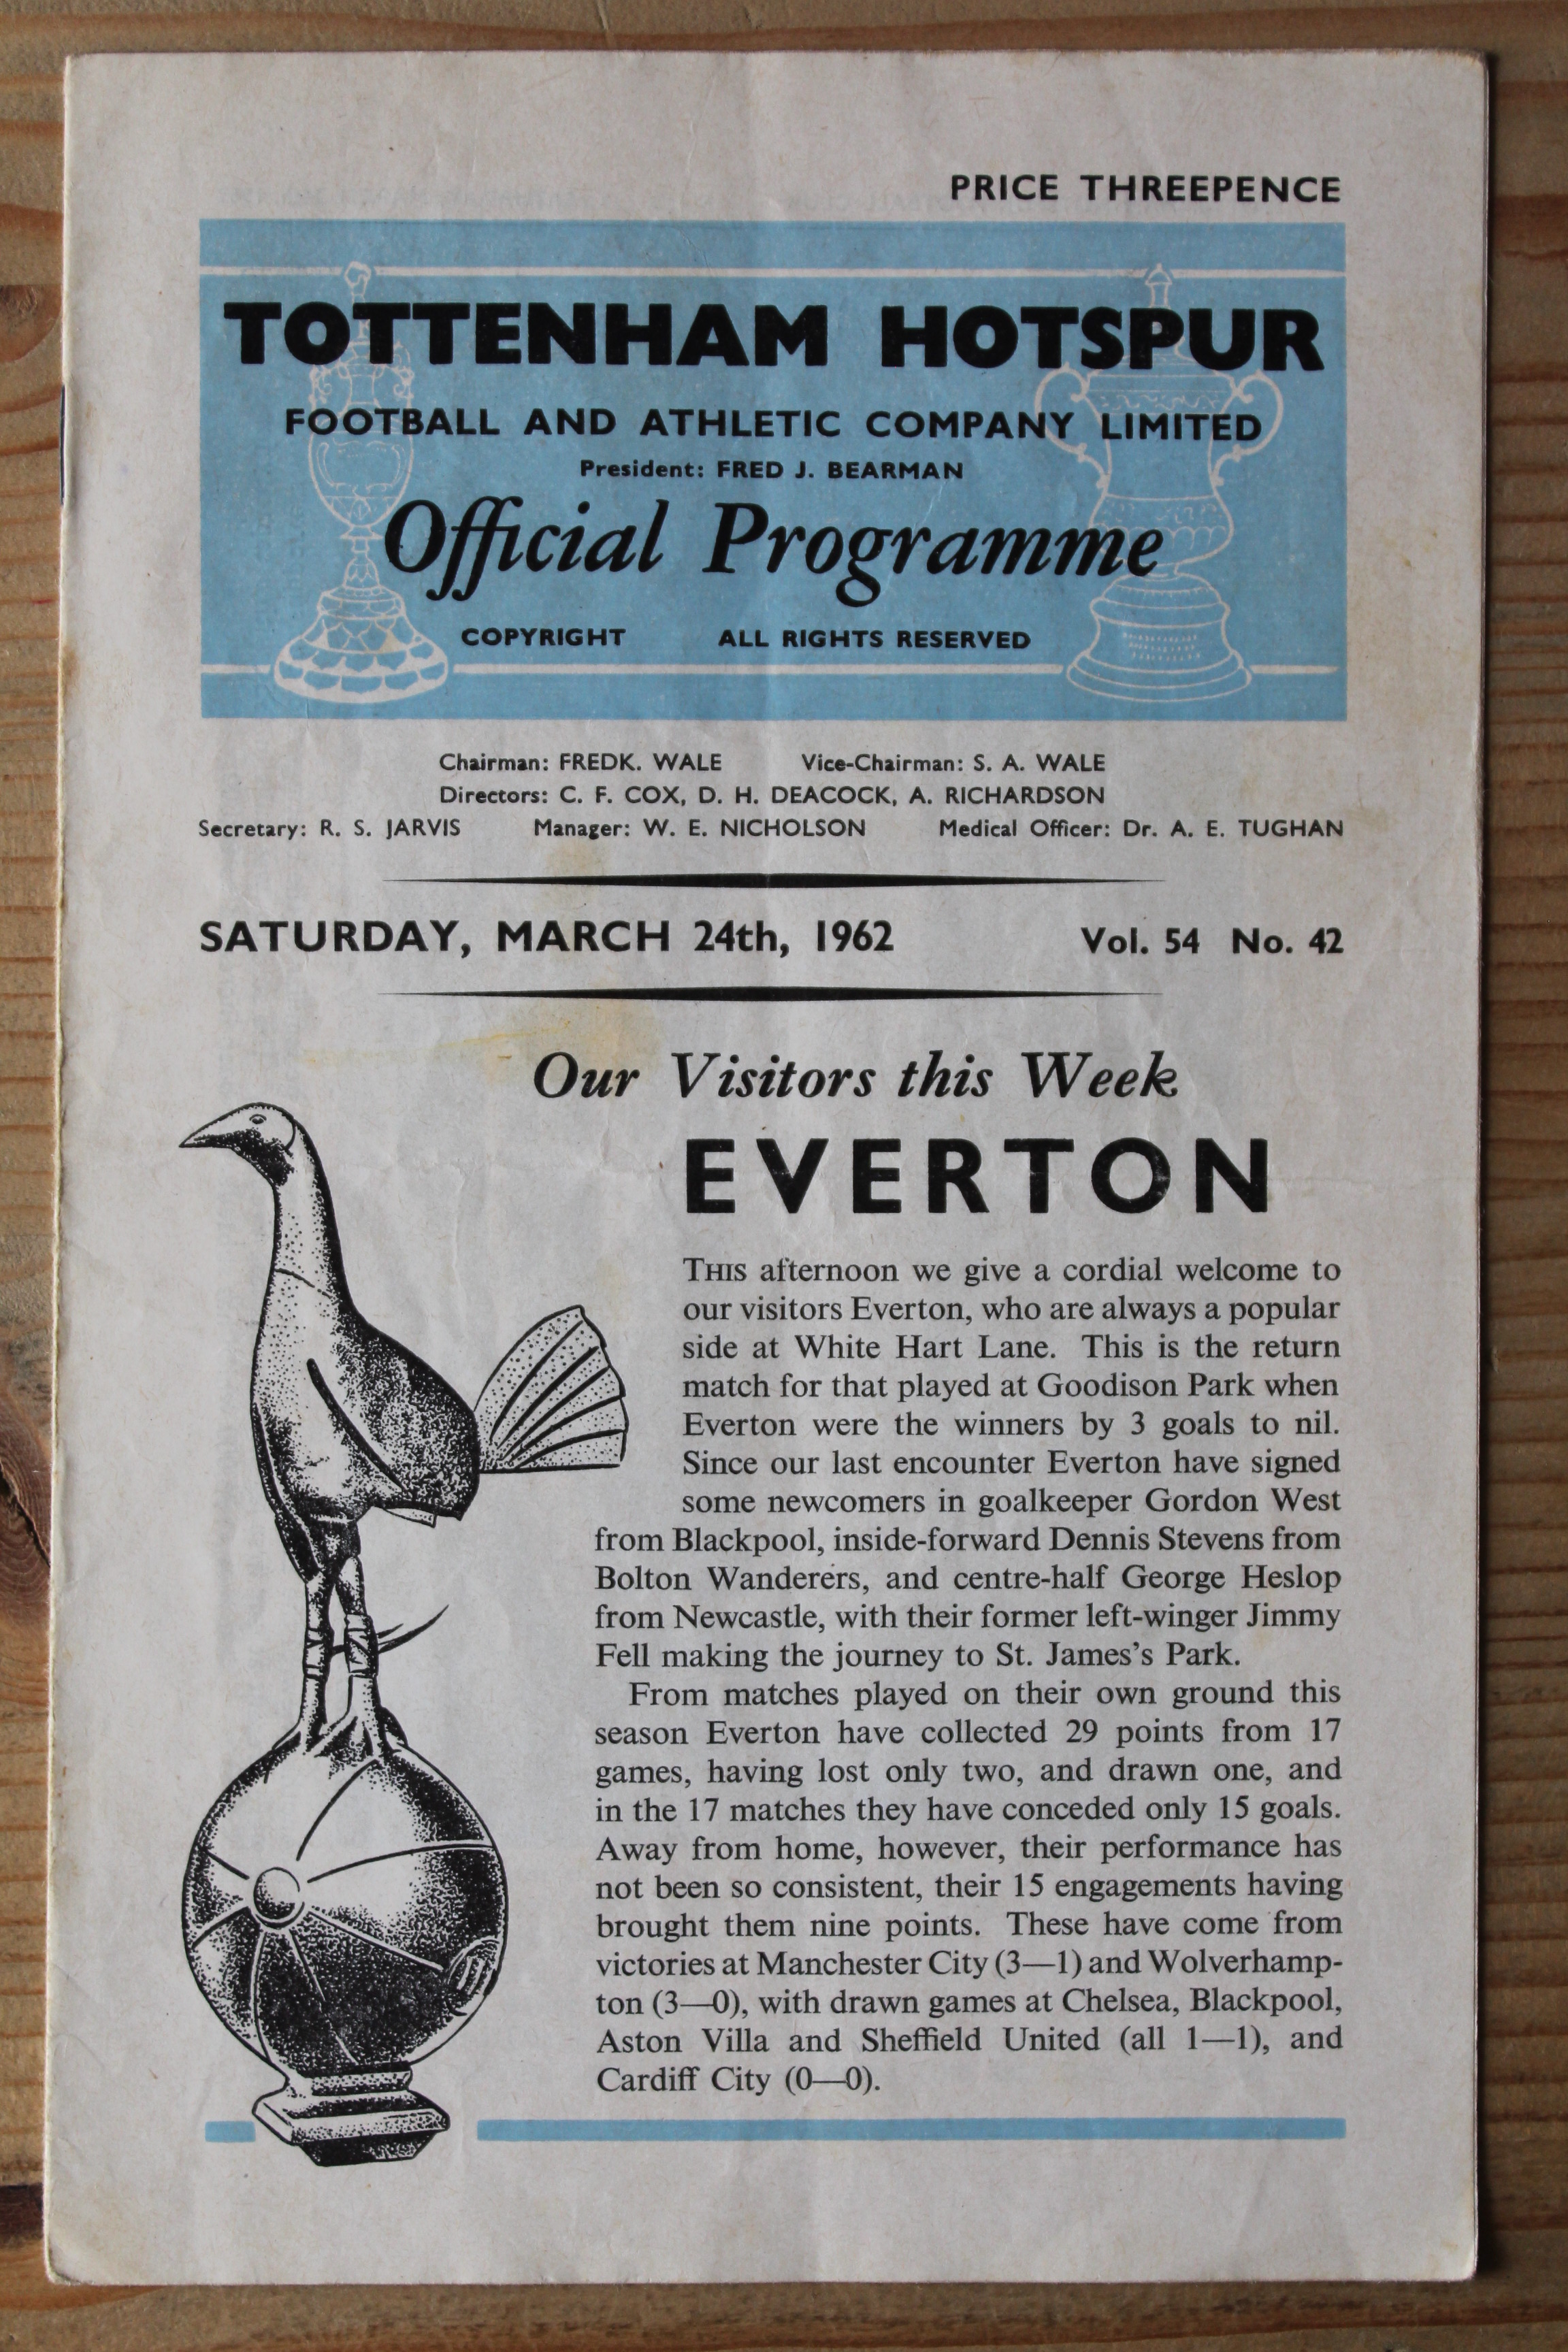 PRICE THREEPENCE
TOTTENHAM HOTSPUR
FOOTBALL AND ATHLETIC COMPANY LIMITED
President: FRED J. BEARMAN
Official Programme
COPYRIGHT ALL RIGHTS RESERVED
Chairman: FREDK. WALE Vice-Chairman: S. A. WALE
Directors: C. F. COX, D. H. DEACOCK, A. RICHARDSON
Secretary: R. S. JARVIS Manager: W. E. NICHOLSON Medical Officer: Dr. A. E. TUGHAN
SATURDAY, MARCH 24th, 1962 Vol. 54 No. 42
Our Visitors this Week
EVERTON
THIS afternoon we give a cordial welcome to
our visitors Everton, who are always a popular
side at White Hart Lane. This is the return
match for that played at Goodison Park when
Everton were the winners by 3 goals to nil.
Since our last encounter Everton have signed
some newcomers in goalkeeper Gordon West
from Blackpool, inside-forward Dennis Stevens from
Bolton Wanderers, and centre-half George Heslop
from Newcastle, with their former left-winger Jimmy
Fell making the journey to St. James's Park.
From matches played on their own ground this
season Everton have collected 29 points from 17
games, having lost only two, and drawn one, and
in the 17 matches they have conceded only 15 goals.
Away from home, however, their performance has
not been so consistent, their 15 engagements having
brought them nine points. These have come from
victories at Manchester City (3—1) and Wolverhamp-
ton (3—0), with drawn games at Chelsea, Blackpool,
Aston Villa and Sheffield United (all 1—1), and
Cardiff City (0—0).